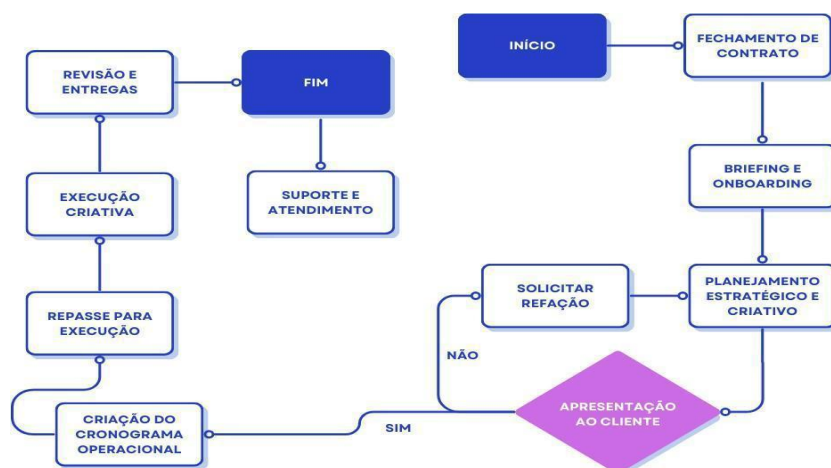 INÍCIO
FECHAMENTO DE
CONTRATO
BRIEFING E
ONBOARDING
PLANEJAMENTO
ESTRATÉGICO E
CRIATIVO
APRESENTAÇÃO
AO CLIENTE
NÃO
SOLICITAR
REFAÇÃO
SIM
CRIAÇÃO DO
CRONOGRAMA
OPERACIONAL
REPASSE PARA
EXECUÇÃO
EXECUÇÃO
CRIATIVA
REVISÃO E
ENTREGAS
FIM
SUPORTE E
ATENDIMENTO